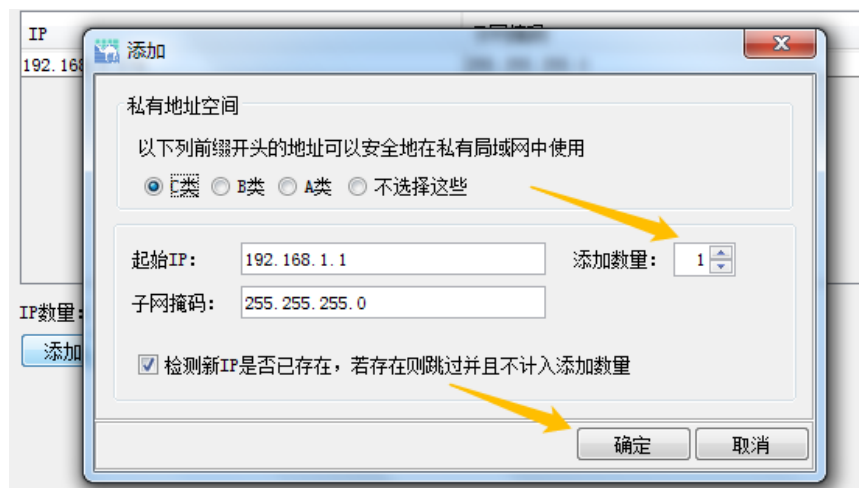 IP
192.168
添加
私有地址空间
以下列前缀开头的地址可以安全地在私有局域网中使用
C类 B类 A类 不选择这些
起始IP: 192.168.1.1 添加数量: 1
子网掩码: 255.255.255.0
IP数量:
添加
检测新IP是否已存在，若存在则跳过并且不计入添加数量
确定 取消